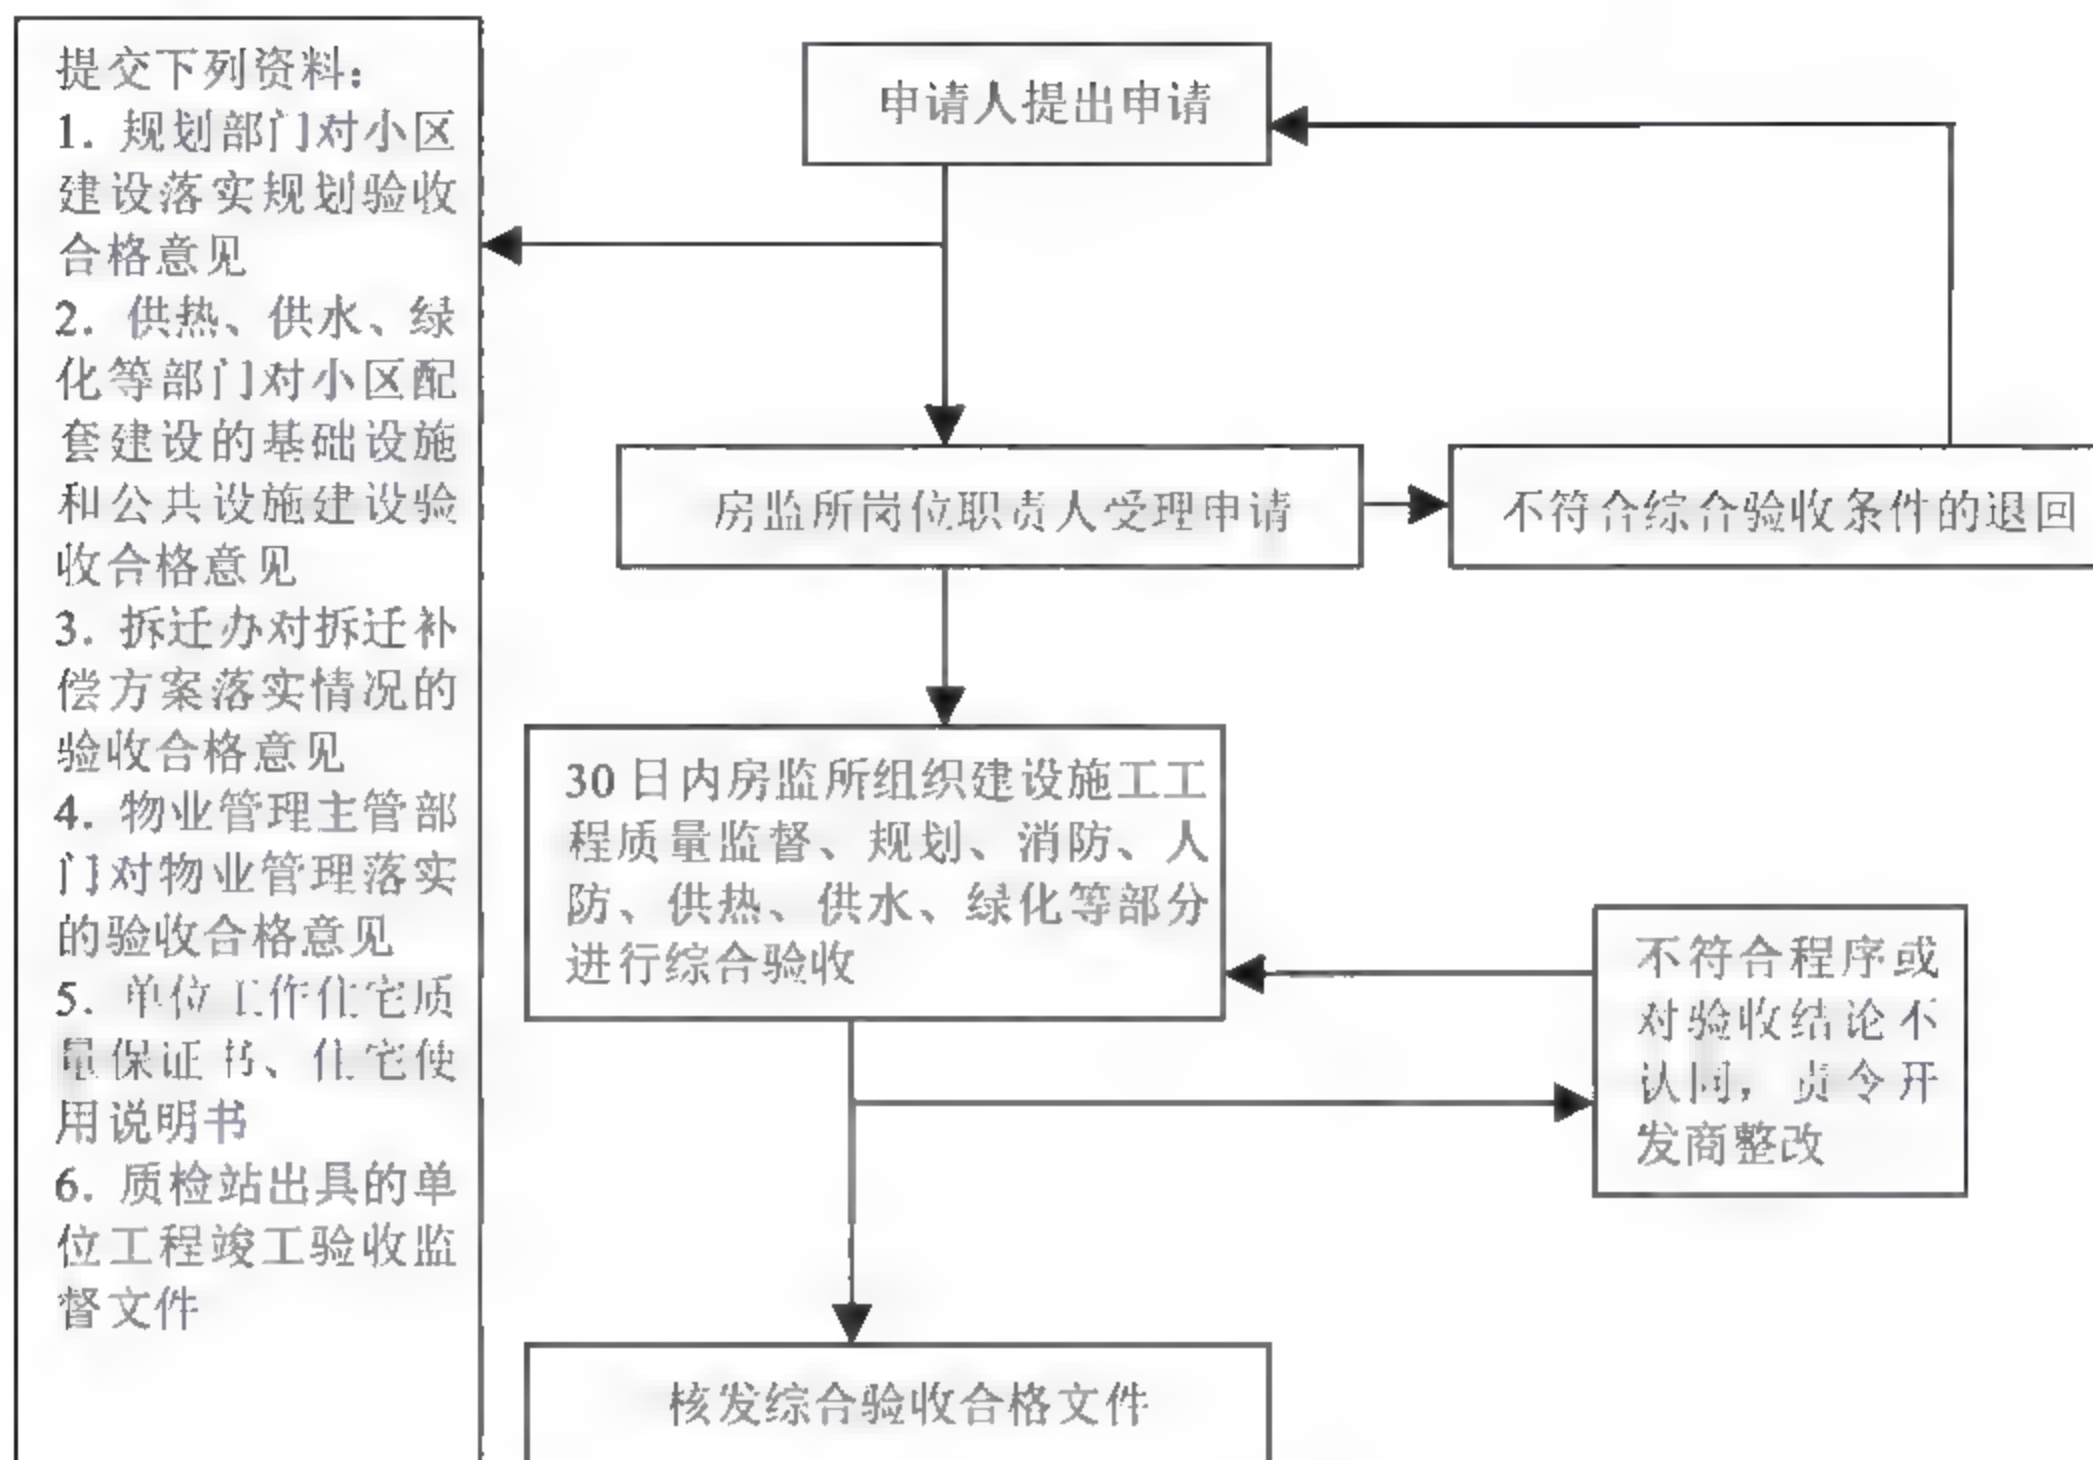 提交下列资料：
1. 规划部门对小区
建设落实规划验收
合格意见
2. 供热、供水、绿
化等部门对小区配
套建设的基础设施
和公共设施建设验
收合格意见
3. 拆迁办对拆迁补
偿方案落实情况的
验收合格意见
4. 物业管理主管部
门对物业管理落实
的验收合格意见
5. 单位工作住宅质
量保证书、住宅使
用说明书
6. 质检站出具的单
位工程竣工验收监
督文件
申请人提出申请
房监所岗位职责人受理申请
不符合综合验收条件的退回
30 日内房监所组织建设施工工
程质量监督、规划、消防、人
防、供热、供水、绿化等部分
进行综合验收
不符合程序或
对验收结论不
认同，责令开
发商整改
核发综合验收合格文件